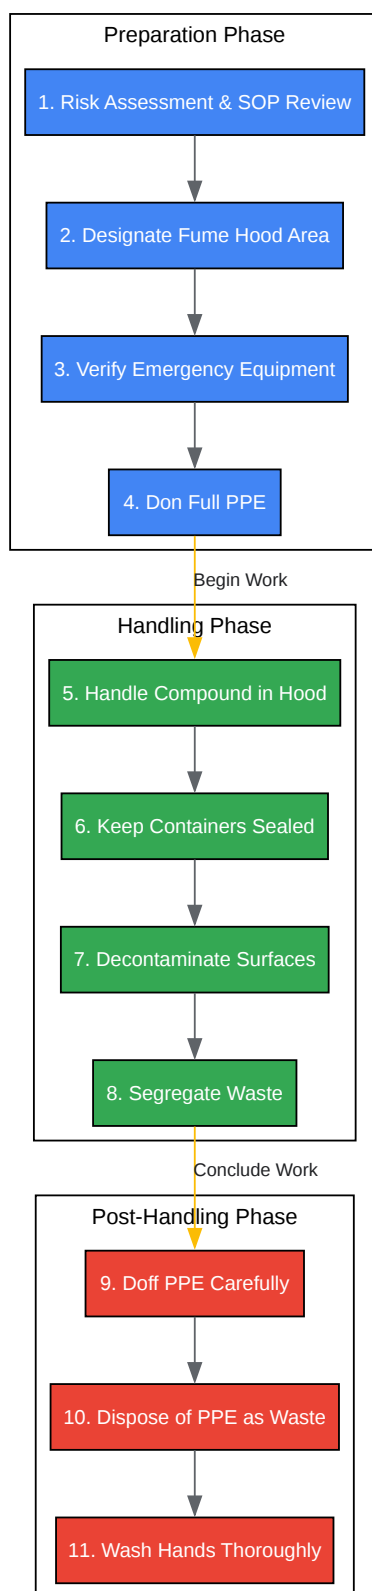 Preparation Phase
1. Risk Assessment & SOP Review
2. Designate Fume Hood Area
3. Verify Emergency Equipment
4. Don Full PPE
Begin Work
Handling Phase
5. Handle Compound in Hood
6. Keep Containers Sealed
7. Decontaminate Surfaces
8. Segregate Waste
Conclude Work
Post-Handling Phase
9. Doff PPE Carefully
10. Dispose of PPE as Waste
11. Wash Hands Thoroughly